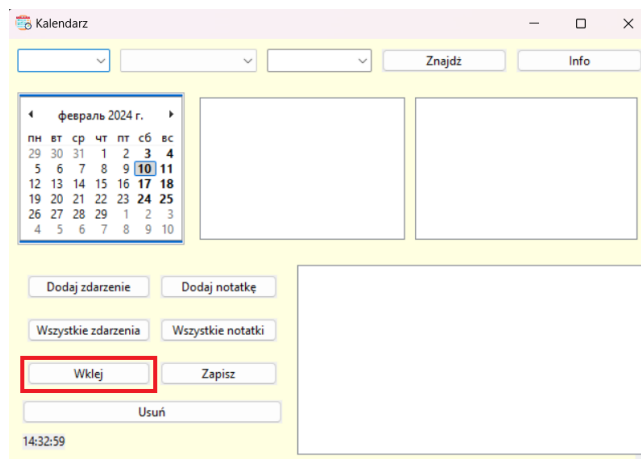 Kalendarz
Znajdż Info
февраль 2024 г.
пн вт ср чт пт сб вс
29 30 31 1 2 3 4
5 6 7 8 9 10 11
12 13 14 15 16 17 18
19 20 21 22 23 24 25
26 27 28 29 1 2 3
4 5 6 7 8 9 10
Dodaj zdarzenie Dodaj notatkę
Wszystkie zdarzenia Wszystkie notatki
Wklej Zapisz
Usuń
14:32:59